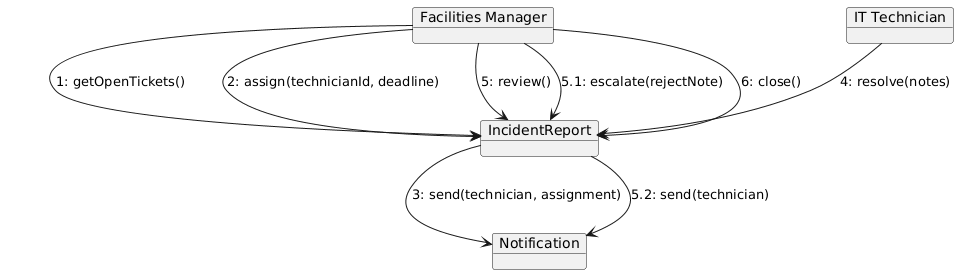 Facilities Manager
IT Technician
1: getOpenTickets()
2: assign(technicianId, deadline)
5: review()
5.1: escalate(rejectNote)
6: close()
4: resolve(notes)
IncidentReport
3: send(technician, assignment)
5.2: send(technician)
Notification